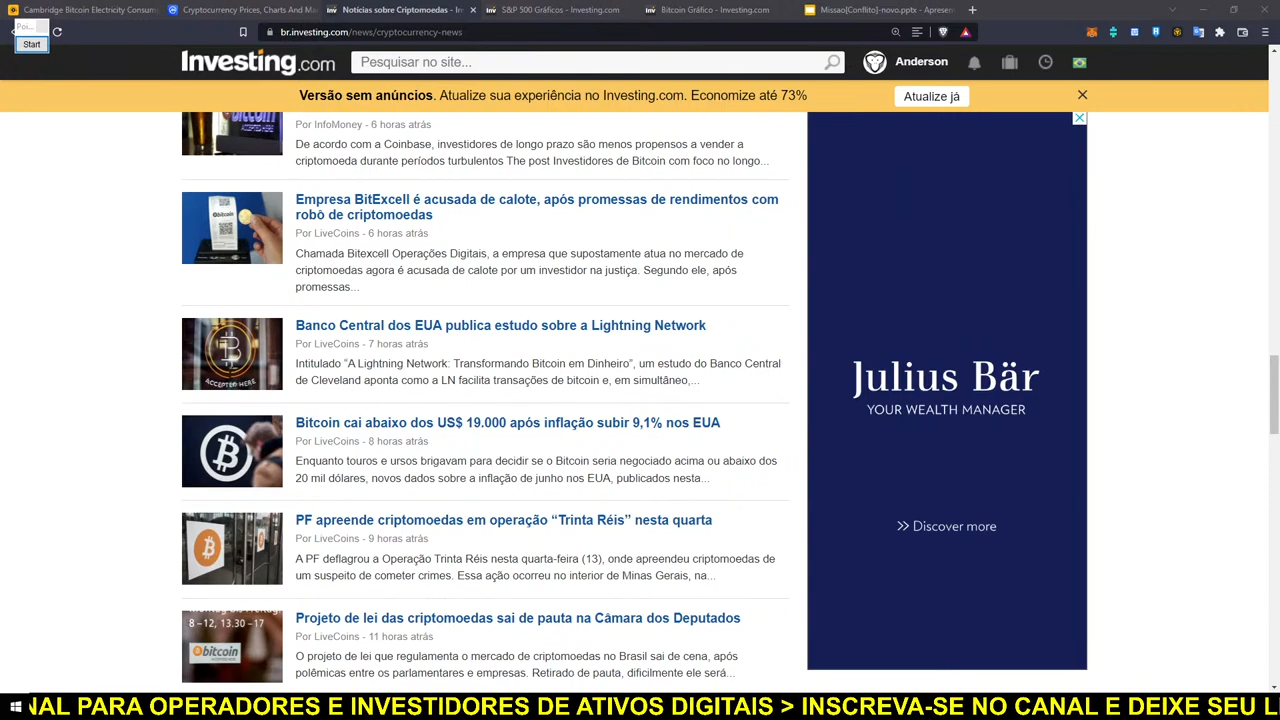 Cambridge Bitcoin Electricity Consump
Cryptocurrency Prices, Charts And Mar
Notícias sobre Criptomoedas - In
S&P 500 Gráficos - Investing.com
Bitcoin Gráfico - Investing.com
Missao[Conflito]-novo.pptx - Apresen
Poi...
Start
br.investing.com/news/cryptocurrency-news
Investing.com
Pesquisar no site...
Anderson
Versão sem anúncios. Atualize sua experiência no Investing.com. Economize até 73%
Atualize já
Por InfoMoney - 6 horas atrás
De acordo com a Coinbase, investidores de longo prazo são menos propensos a vender a
criptomoeda durante períodos turbulentos The post Investidores de Bitcoin com foco no longo...
Empresa BitExcell é acusada de calote, após promessas de rendimentos com
robô de criptomoedas
Por LiveCoins - 6 horas atrás
Chamada Bitexcell Operações Digitais, a empresa que supostamente atua no mercado de
criptomoedas agora é acusada de calote por um investidor na justiça. Segundo ele, após
promessas...
Banco Central dos EUA publica estudo sobre a Lightning Network
Por LiveCoins - 7 horas atrás
Intitulado “A Lightning Network: Transformando Bitcoin em Dinheiro”, um estudo do Banco Central
de Cleveland aponta como a LN facilita transações de bitcoin e, em simultâneo,...
ACCEPTED HERE
Bitcoin cai abaixo dos US$ 19.000 após inflação subir 9,1% nos EUA
Por LiveCoins - 8 horas atrás
Enquanto touros e ursos brigavam para decidir se o Bitcoin seria negociado acima ou abaixo dos
20 mil dólares, novos dados sobre a inflação de junho nos EUA, publicados nesta...
PF apreende criptomoedas em operação “Trinta Réis” nesta quarta
Por LiveCoins - 9 horas atrás
A PF deflagrou a Operação Trinta Réis nesta quarta-feira (13), onde apreendeu criptomoedas de
um suspeito de cometer crimes. Essa ação ocorreu no interior de Minas Gerais, na...
Projeto de lei das criptomoedas sai de pauta na Câmara dos Deputados
Por LiveCoins - 11 horas atrás
O projeto de lei que regulamenta o mercado de criptomoedas no Brasil sai de cena, após
polêmicas entre os parlamentares e empresas. Retirado de pauta, dificilmente ele será...
8 –12, 13.30 –17
bitcoin
Julius Bär
YOUR WEALTH MANAGER
>> Discover more
NAL PARA OPERADORES E INVESTIDORES DE ATIVOS DIGITAIS > INSCREVA-SE NO CANAL E DEIXE SEU L